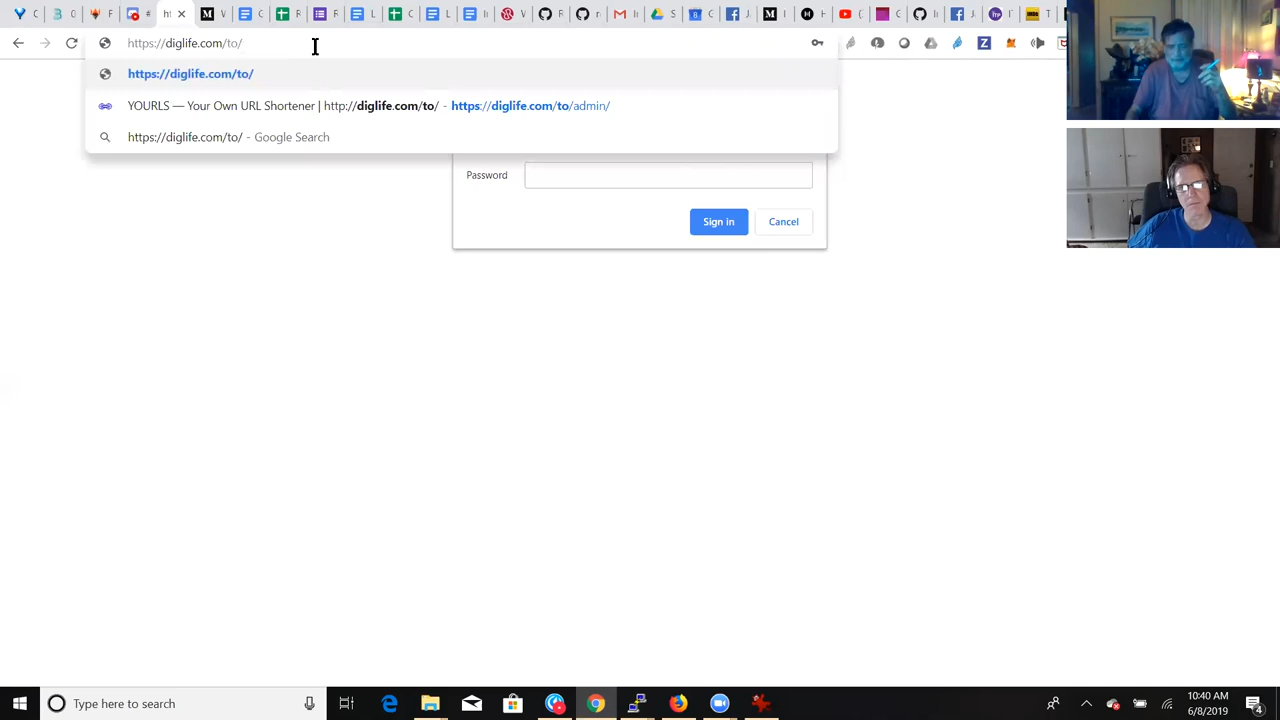 https://diglife.com/to/
https://diglife.com/to/
YOURLS — Your Own URL Shortener | http://diglife.com/to/ - https://diglife.com/to/admin/
https://diglife.com/to/ - Google Search
Password
Sign in
Cancel
Type here to search
10:40 AM
6/8/2019
4